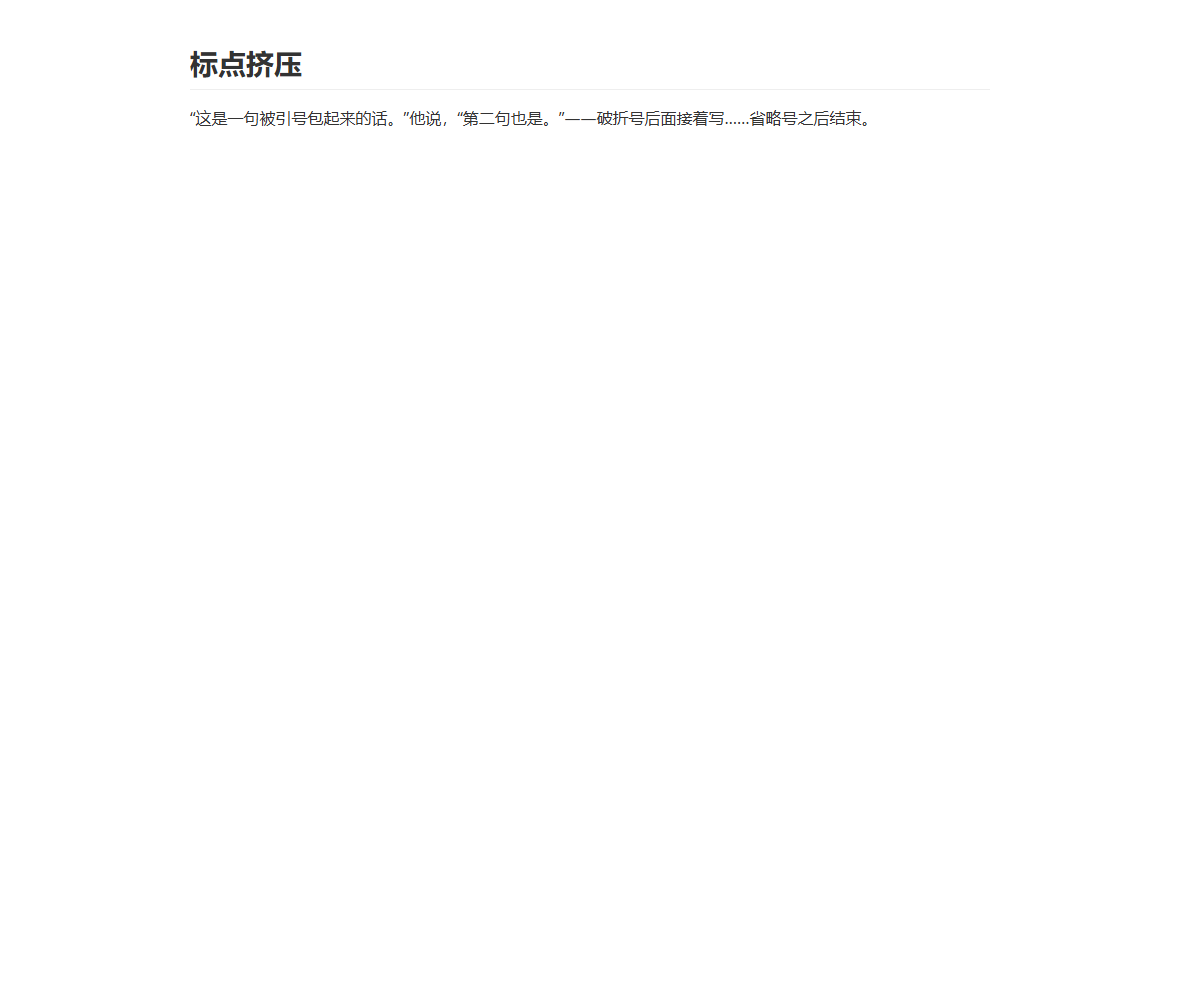 标点挤压
“这是一句被引号包起来的话。”他说，“第二句也是。”——破折号后面接着写……省略号之后结束。